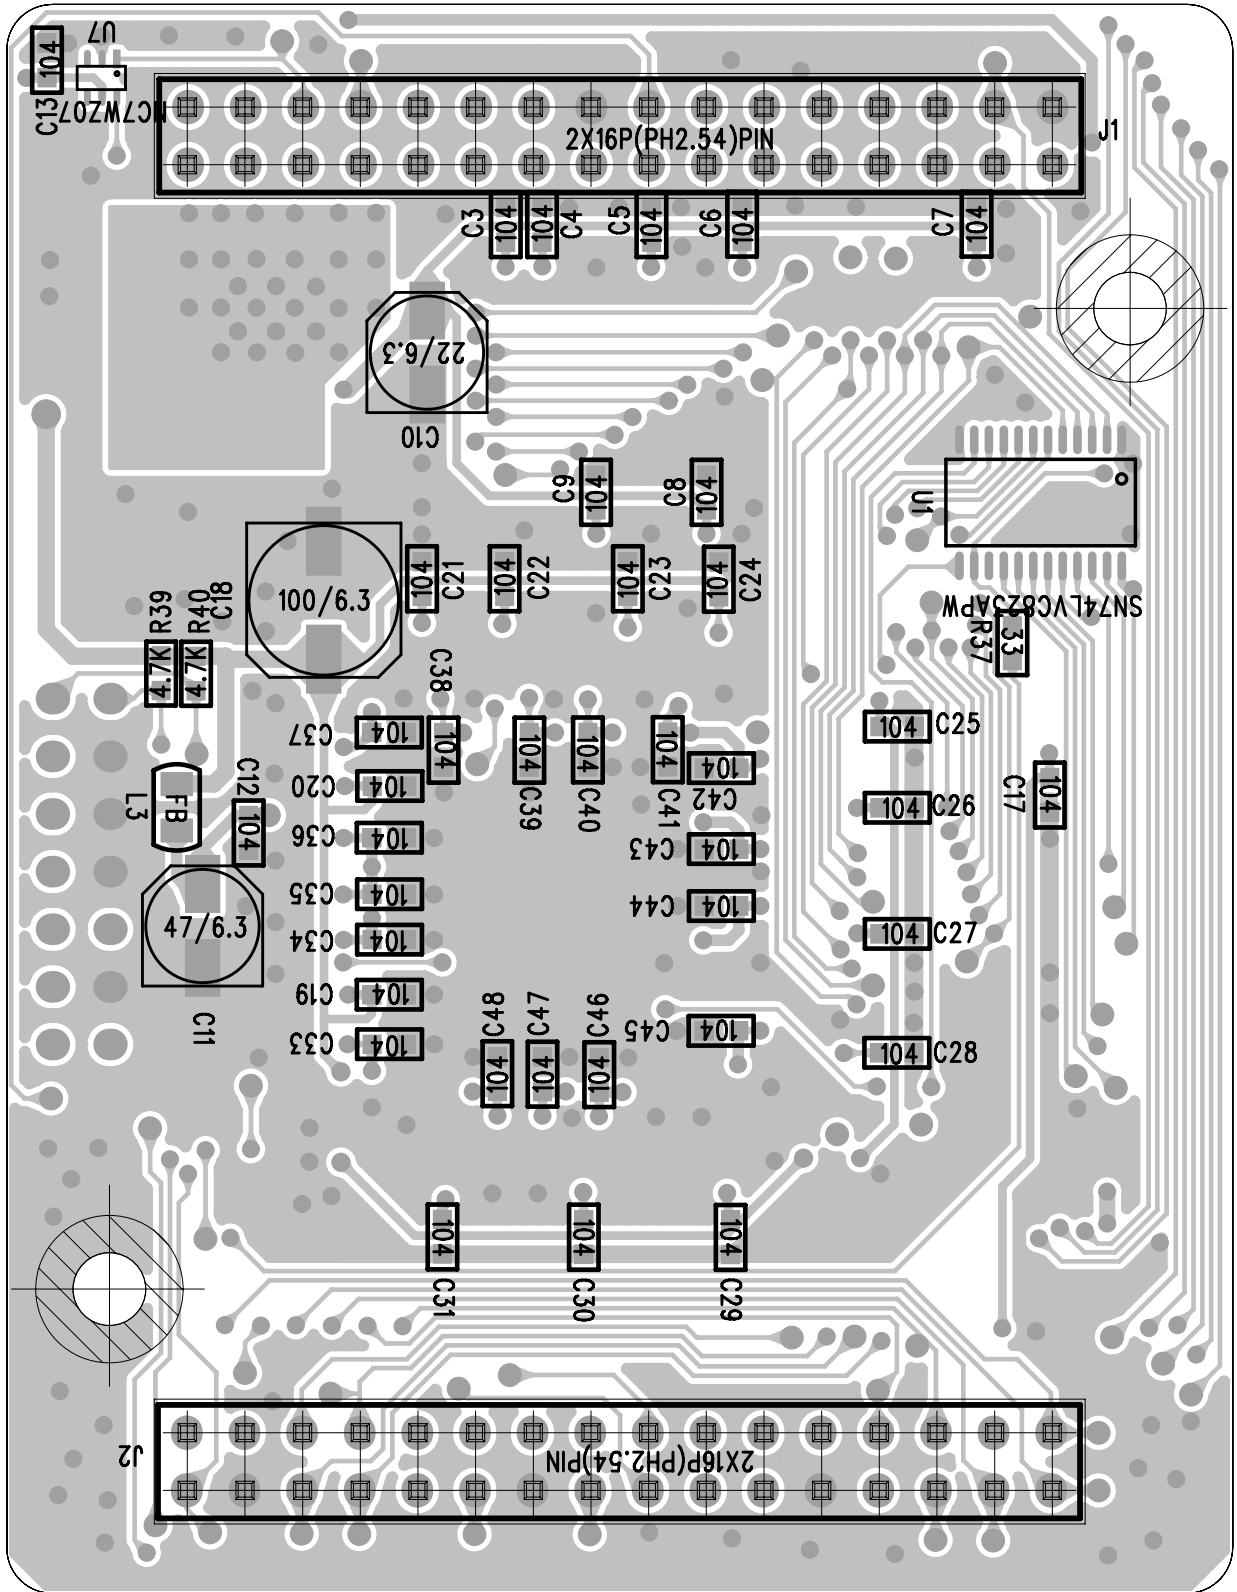 U7
104
C13
NC7WZ07
2X16P(PH2.54)PIN
J1
C3
104
104
C4
C5
104
C6
104
C7
104
22/6.3
C10
C9
104
C8
104
U1
SN74LVC823APW
100/6.3
C18
104
C21
104
C22
104
C23
104
C24
R39
4.7K
R40
4.7K
R37
33
C38
104
C37
104
104
C39
104
C40
104
C41
104
C42
104
C25
C20
104
L3
FB
C12
104
104
C26
C17
104
C36
104
C43
104
C35
104
C44
104
47/6.3
C11
C34
104
104
C27
C19
104
C33
104
C48
104
C47
104
C46
104
C45
104
104
C28
104
C31
104
C30
104
C29
J2
2X16P(PH2.54)PIN